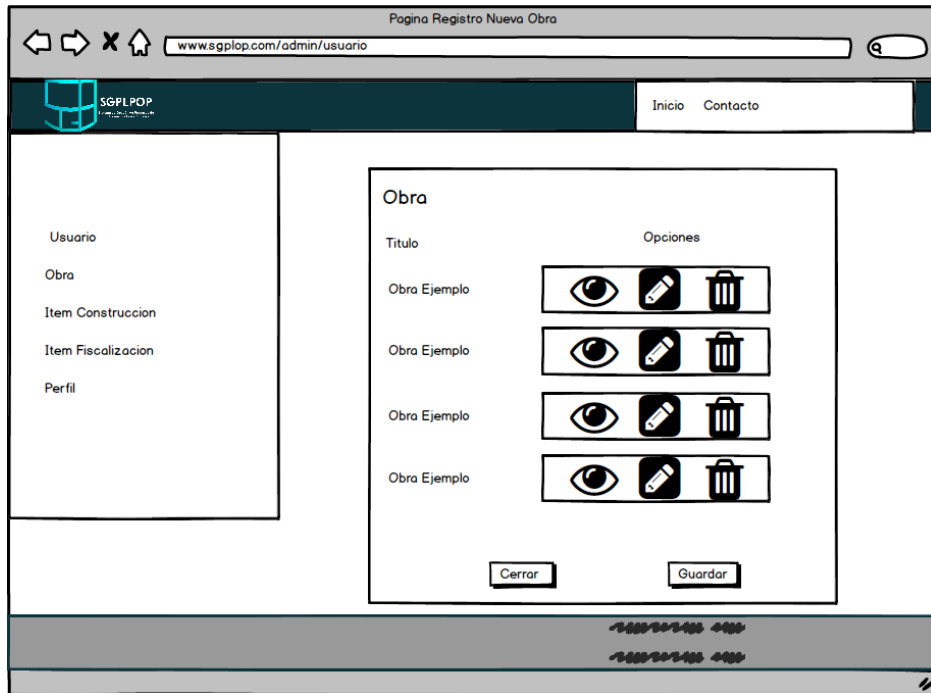 Pagina Registro Nueva Obra
www.sgplop.com/admin/usuario
SGPLPOP
Inicio Contacto
Usuario
Obra
Item Construccion
Item Fiscalizacion
Perfil
Obra
Titulo Opciones
Obra Ejemplo
Obra Ejemplo
Obra Ejemplo
Obra Ejemplo
Cerrar Guardar